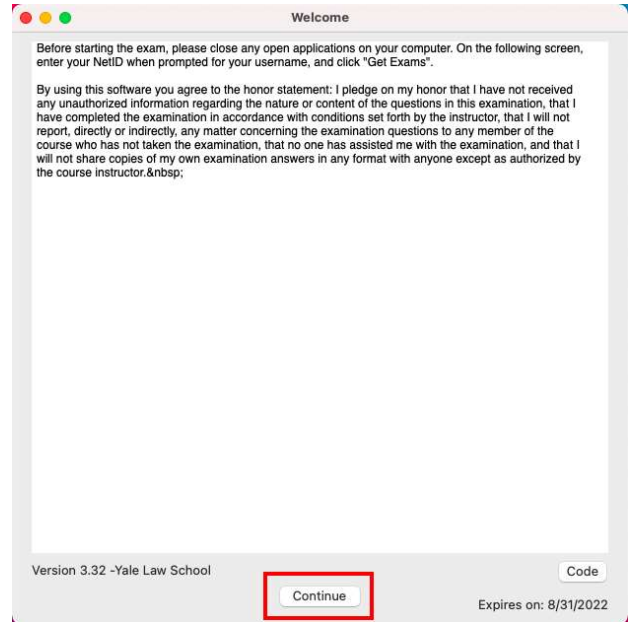 Welcome
Before starting the exam, please close any open applications on your computer. On the following screen,
enter your NetID when prompted for your username, and click "Get Exams".
By using this software you agree to the honor statement: I pledge on my honor that I have not received
any unauthorized information regarding the nature or content of the questions in this examination, that I
have completed the examination in accordance with conditions set forth by the instructor, that I will not
report, directly or indirectly, any matter concerning the examination questions to any member of the
course who has not taken the examination, that no one has assisted me with the examination, and that I
will not share copies of my own examination answers in any format with anyone except as authorized by
the course instructor.&nbsp;
Version 3.32 -Yale Law School
Code
Continue
Expires on: 8/31/2022